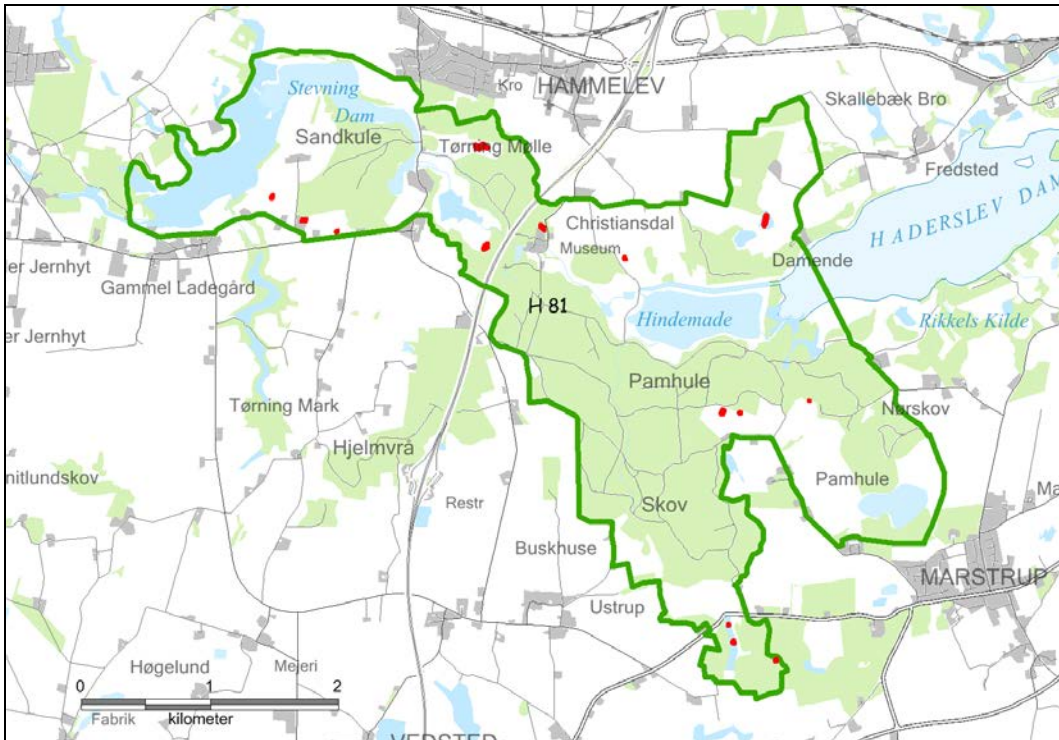 Stevning
Dam
Sandkule
Kro
HAMMELEV
Skallebæk Bro
Tørning Mølle
Fredsted
HADERSLEV DAM
Christiansdal
Museum
Damende
er Jernhyt
Gammel Ladegård
H 81
Hindemade
Rikkels Kilde
er Jernhyt
Pamhule
Tørning Mark
Nørskov
Hjelmvrå
nitlundskov
Pamhule
Restr
Skov
Ma
Buskhuse
MARSTRUP
Ustrup
Høgelund
Mejeri
0 1 2
Fabrik
kilometer
VEDSTED